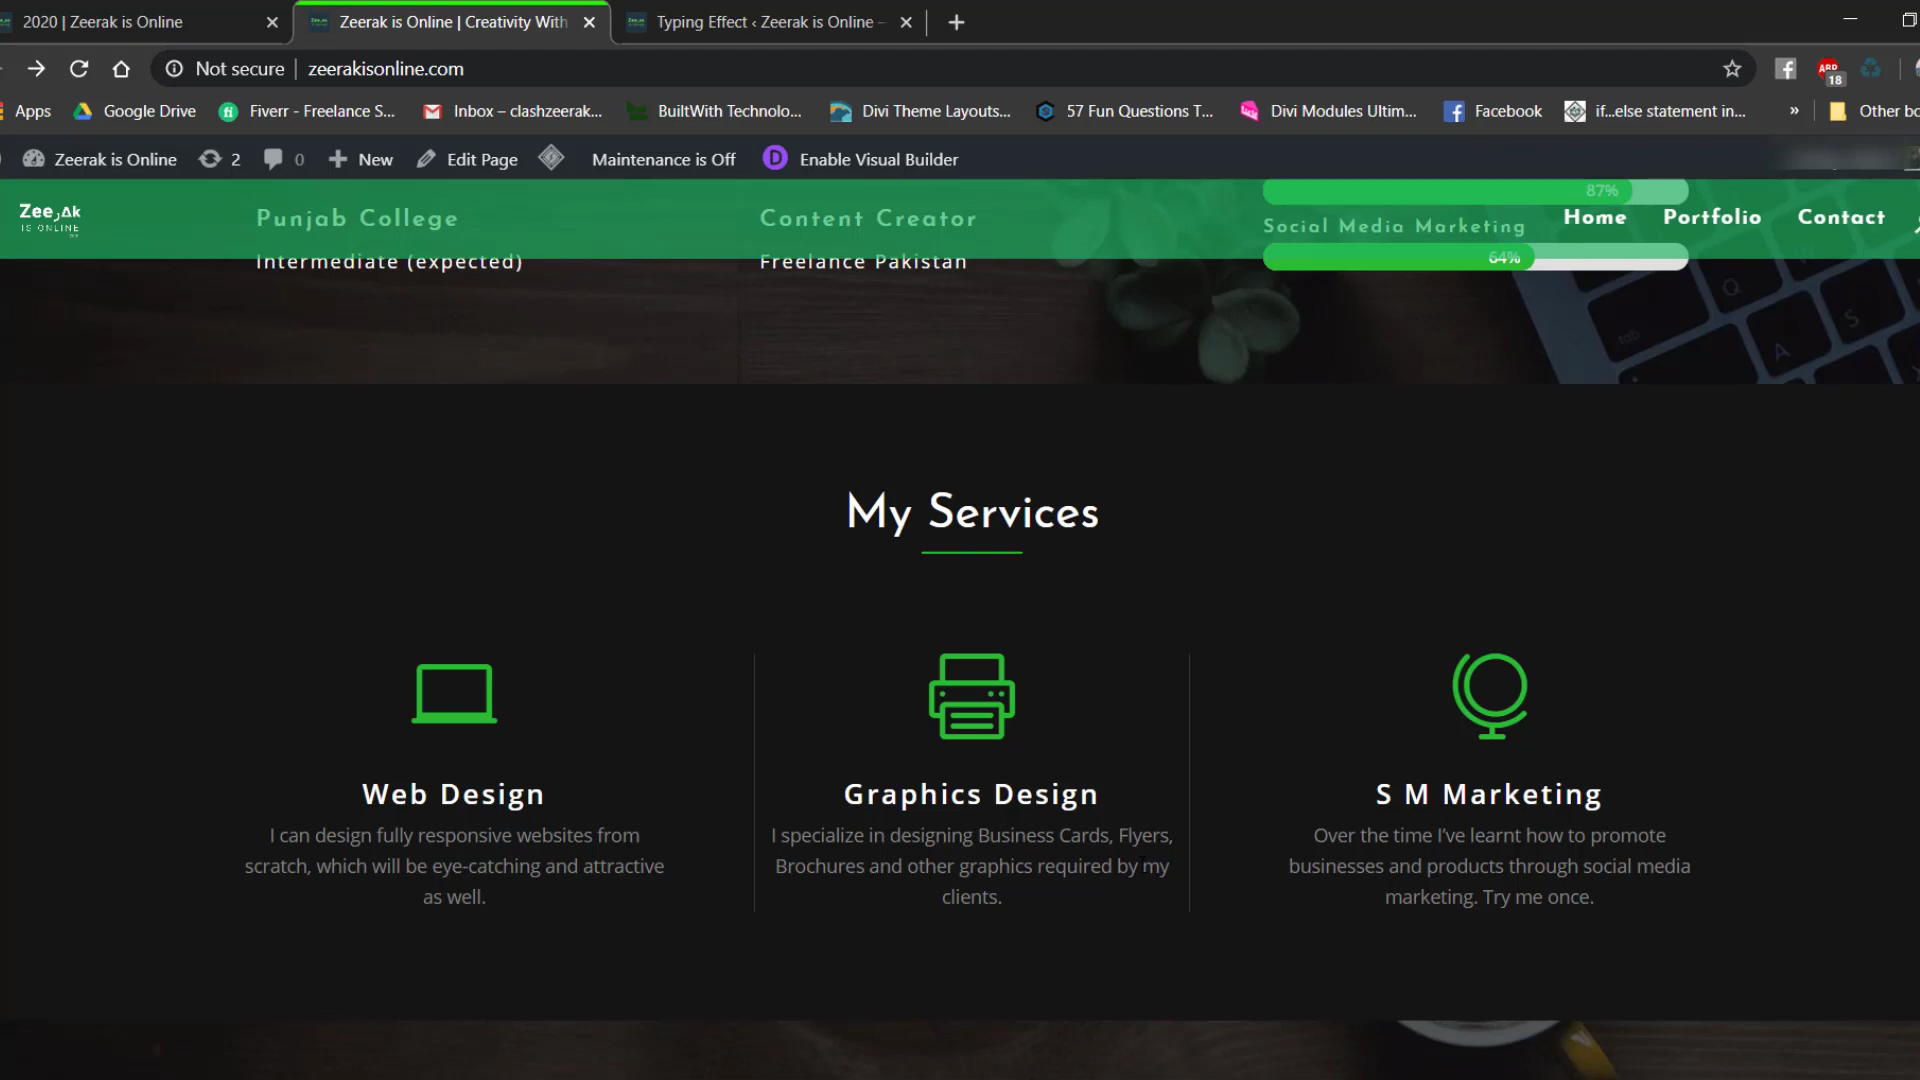 2020 | Zeerak is Online
Zeerak is Online | Creativity With
Typing Effect ‹ Zeerak is Online –
Not secure
zeerakisonline.com
ABP
18
Apps
Google Drive
Fiverr - Freelance S...
Inbox – clashzeerak...
BuiltWith Technolo...
Divi Theme Layouts...
57 Fun Questions T...
Divi Modules Ultim...
Facebook
if...else statement in...
»
Other bo
Zeerak is Online
2
0
New
Edit Page
Maintenance is Off
D
Enable Visual Builder
Zee
IS ONLINE
Punjab College
Intermediate (expected)
Content Creator
Freelance Pakistan
87%
Social Media Marketing
64%
Home
Portfolio
Contact
Q
tab
A
S
My Services
Web Design
I can design fully responsive websites from
scratch, which will be eye-catching and attractive
as well.
Graphics Design
I specialize in designing Business Cards, Flyers,
Brochures and other graphics required by my
clients.
S M Marketing
Over the time I've learnt how to promote
businesses and products through social media
marketing. Try me once.